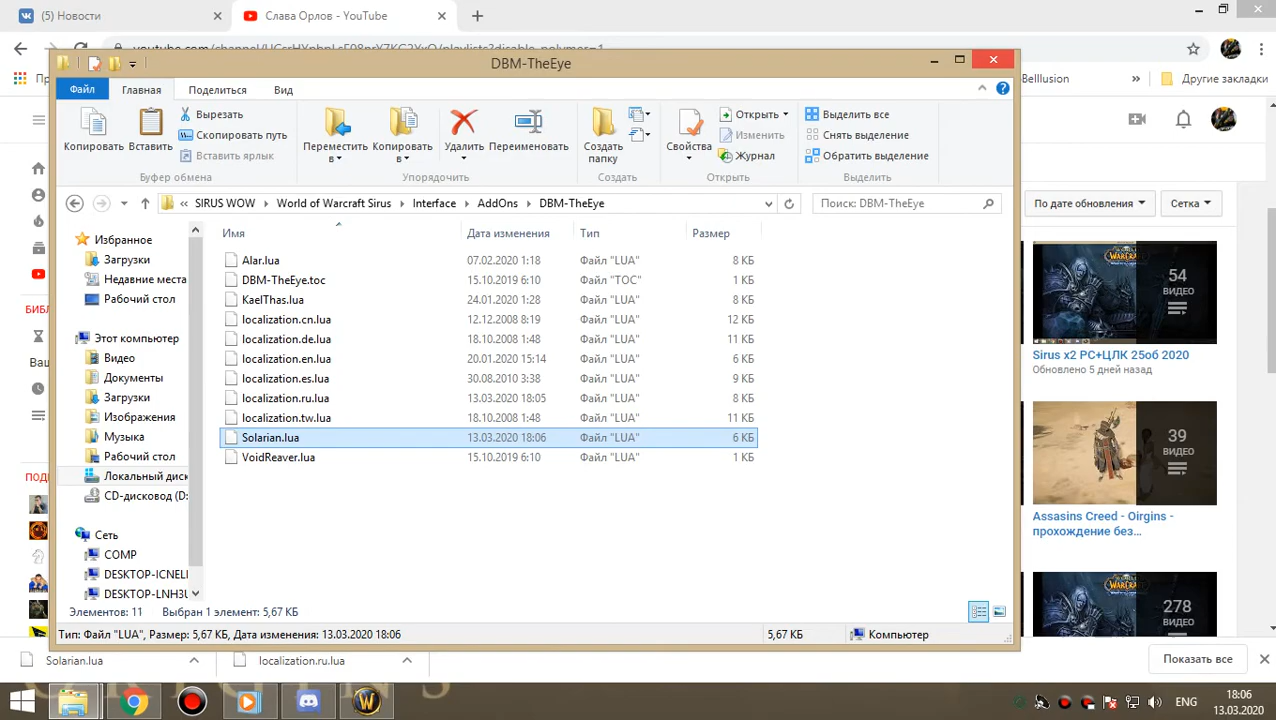 (5) Новости
Слава Орлов - YouTube
DBM-TheEye
Файл
Главная
Поделиться
Вид
Belllusion
Другие закладки
Копировать
Вставить
Вырезать
Скопировать путь
Вставить ярлык
Переместить в
Копировать в
Удалить
Переименовать
Создать папку
Свойства
Открыть
Изменить
Журнал
Выделить все
Снять выделение
Обратить выделение
Буфер обмена
Упорядочить
Создать
Открыть
Выделить
SIRUS WOW
World of Warcraft Sirus
Interface
AddOns
DBM-TheEye
Поиск: DBM-TheEye
По дате обновления
Сетка
Имя
Дата изменения
Тип
Размер
Избранное
Загрузки
Недавние места
Рабочий стол
Этот компьютер
Видео
Документы
Загрузки
Изображения
Музыка
Рабочий стол
Локальный диск
CD-дисковод (D:
Сеть
COMP
DESKTOP-ICNELI
DESKTOP-LNH3U
Alar.lua 07.02.2020 1:18 Файл "LUA" 8 КБ
DBM-TheEye.toc 15.10.2019 6:10 Файл "TOC" 1 КБ
KaelThas.lua 24.01.2020 1:28 Файл "LUA" 8 КБ
localization.cn.lua 12.12.2008 8:19 Файл "LUA" 12 КБ
localization.de.lua 18.10.2008 1:48 Файл "LUA" 11 КБ
localization.en.lua 20.01.2020 15:14 Файл "LUA" 6 КБ
localization.es.lua 30.08.2010 3:38 Файл "LUA" 9 КБ
localization.ru.lua 13.03.2020 18:05 Файл "LUA" 8 КБ
localization.tw.lua 18.10.2008 1:48 Файл "LUA" 11 КБ
Solarian.lua 13.03.2020 18:06 Файл "LUA" 6 КБ
VoidReaver.lua 15.10.2019 6:10 Файл "LUA" 1 КБ
54
ВИДЕО
Sirus x2 РС+ЦЛК 25об 2020
Обновлено 5 дней назад
39
ВИДЕО
Assasins Creed - Oirgins -
прохождение без…
278
ВИДЕО
Элементов: 11 Выбран 1 элемент: 5,67 КБ
Тип: Файл "LUA", Размер: 5,67 КБ, Дата изменения: 13.03.2020 18:06
5,67 КБ
Компьютер
Solarian.lua
localization.ru.lua
Показать все
ENG
18:06
13.03.2020